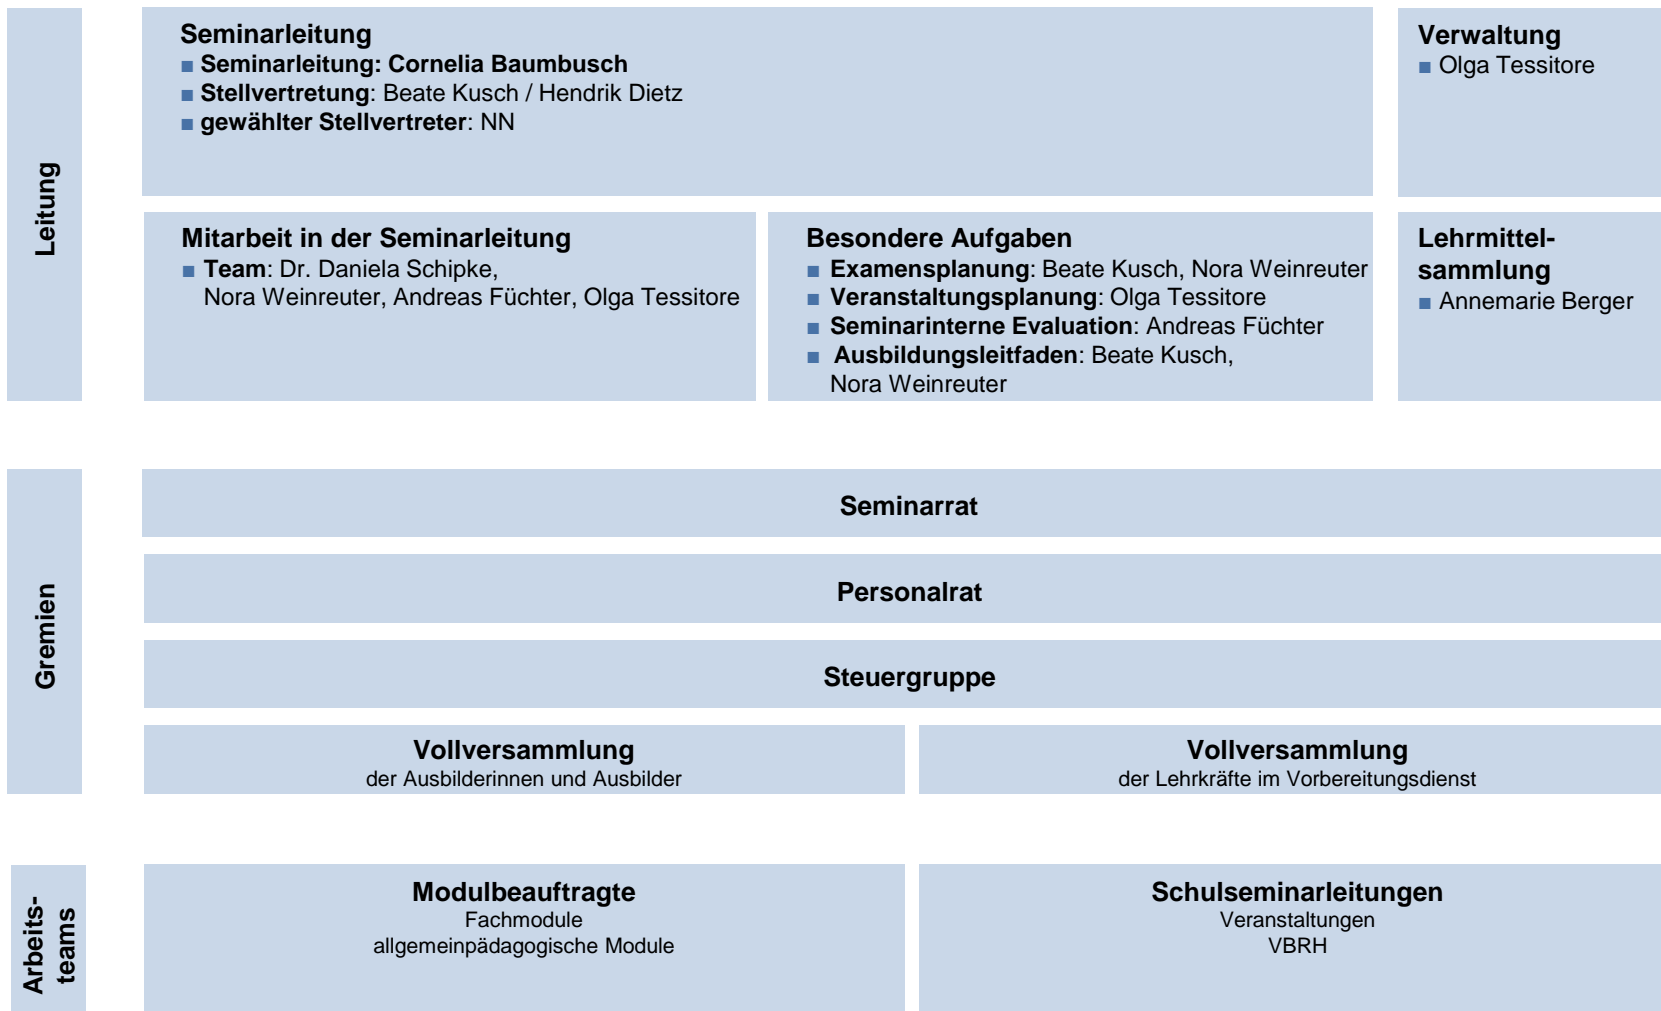 Leitung
Seminarleitung
■ Seminarleitung: Cornelia Baumbusch
■ Stellvertretung: Beate Kusch / Hendrik Dietz
■ gewählter Stellvertreter: NN
Verwaltung
■ Olga Tessitore
Mitarbeit in der Seminarleitung
■ Team: Dr. Daniela Schipke,
Nora Weinreuter, Andreas Füchter, Olga Tessitore
Besondere Aufgaben
■ Examensplanung: Beate Kusch, Nora Weinreuter
■ Veranstaltungsplanung: Olga Tessitore
■ Seminarinterne Evaluation: Andreas Füchter
■ Ausbildungsleitfaden: Beate Kusch,
Nora Weinreuter
Lehrmittel-
sammlung
■ Annemarie Berger
Gremien
Seminarrat
Personalrat
Steuergruppe
Vollversammlung
der Ausbilderinnen und Ausbilder
Vollversammlung
der Lehrkräfte im Vorbereitungsdienst
Arbeits-
teams
Modulbeauftragte
Fachmodule
allgemeinpädagogische Module
Schulseminarleitungen
Veranstaltungen
VBRH